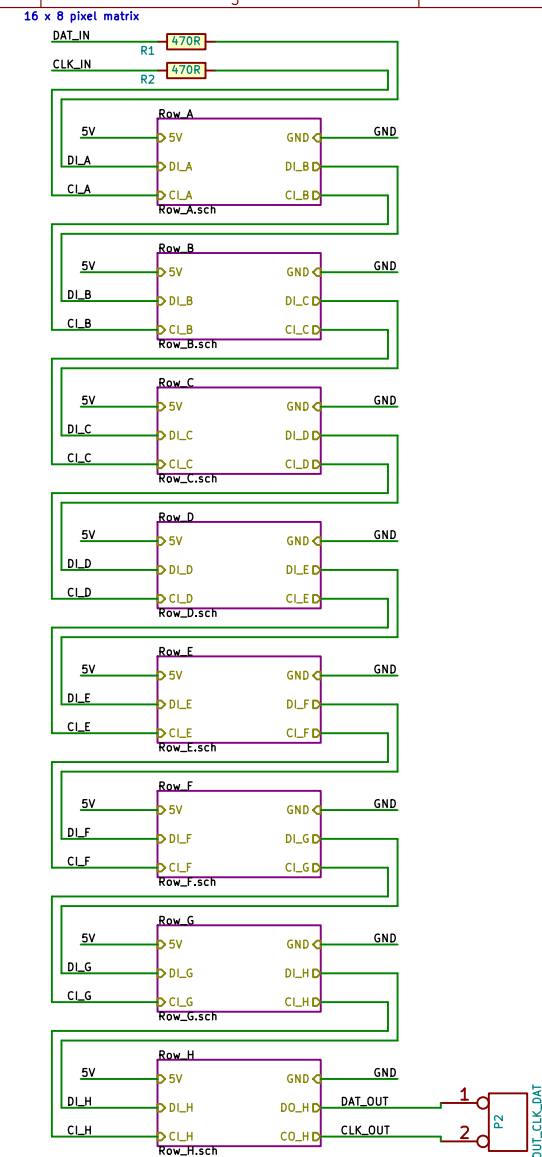 16 x 8 pixel matrix
DAT_IN
R1 470R
CLK_IN
R2 470R
Row_A
5V 5V GND GND
DI_A DI_A DI_B
CI_A CI_A CI_B
Row_A.sch
Row_B
5V 5V GND GND
DI_B DI_B DI_C
CI_B CI_B CI_C
Row_B.sch
Row_C
5V 5V GND GND
DI_C DI_C DI_D
CI_C CI_C CI_D
Row_C.sch
Row_D
5V 5V GND GND
DI_D DI_D DI_E
CI_D CI_D CI_E
Row_D.sch
Row_E
5V 5V GND GND
DI_E DI_E DI_F
CI_E CI_E CI_F
Row_E.sch
Row_F
5V 5V GND GND
DI_F DI_F DI_G
CI_F CI_F CI_G
Row_F.sch
Row_G
5V 5V GND GND
DI_G DI_G DI_H
CI_G CI_G CI_H
Row_G.sch
Row_H
5V 5V GND GND
DI_H DI_H DO_H DAT_OUT 1
CI_H CI_H CO_H CLK_OUT 2
Row_H.sch
P2
OUT_CLK_DAT